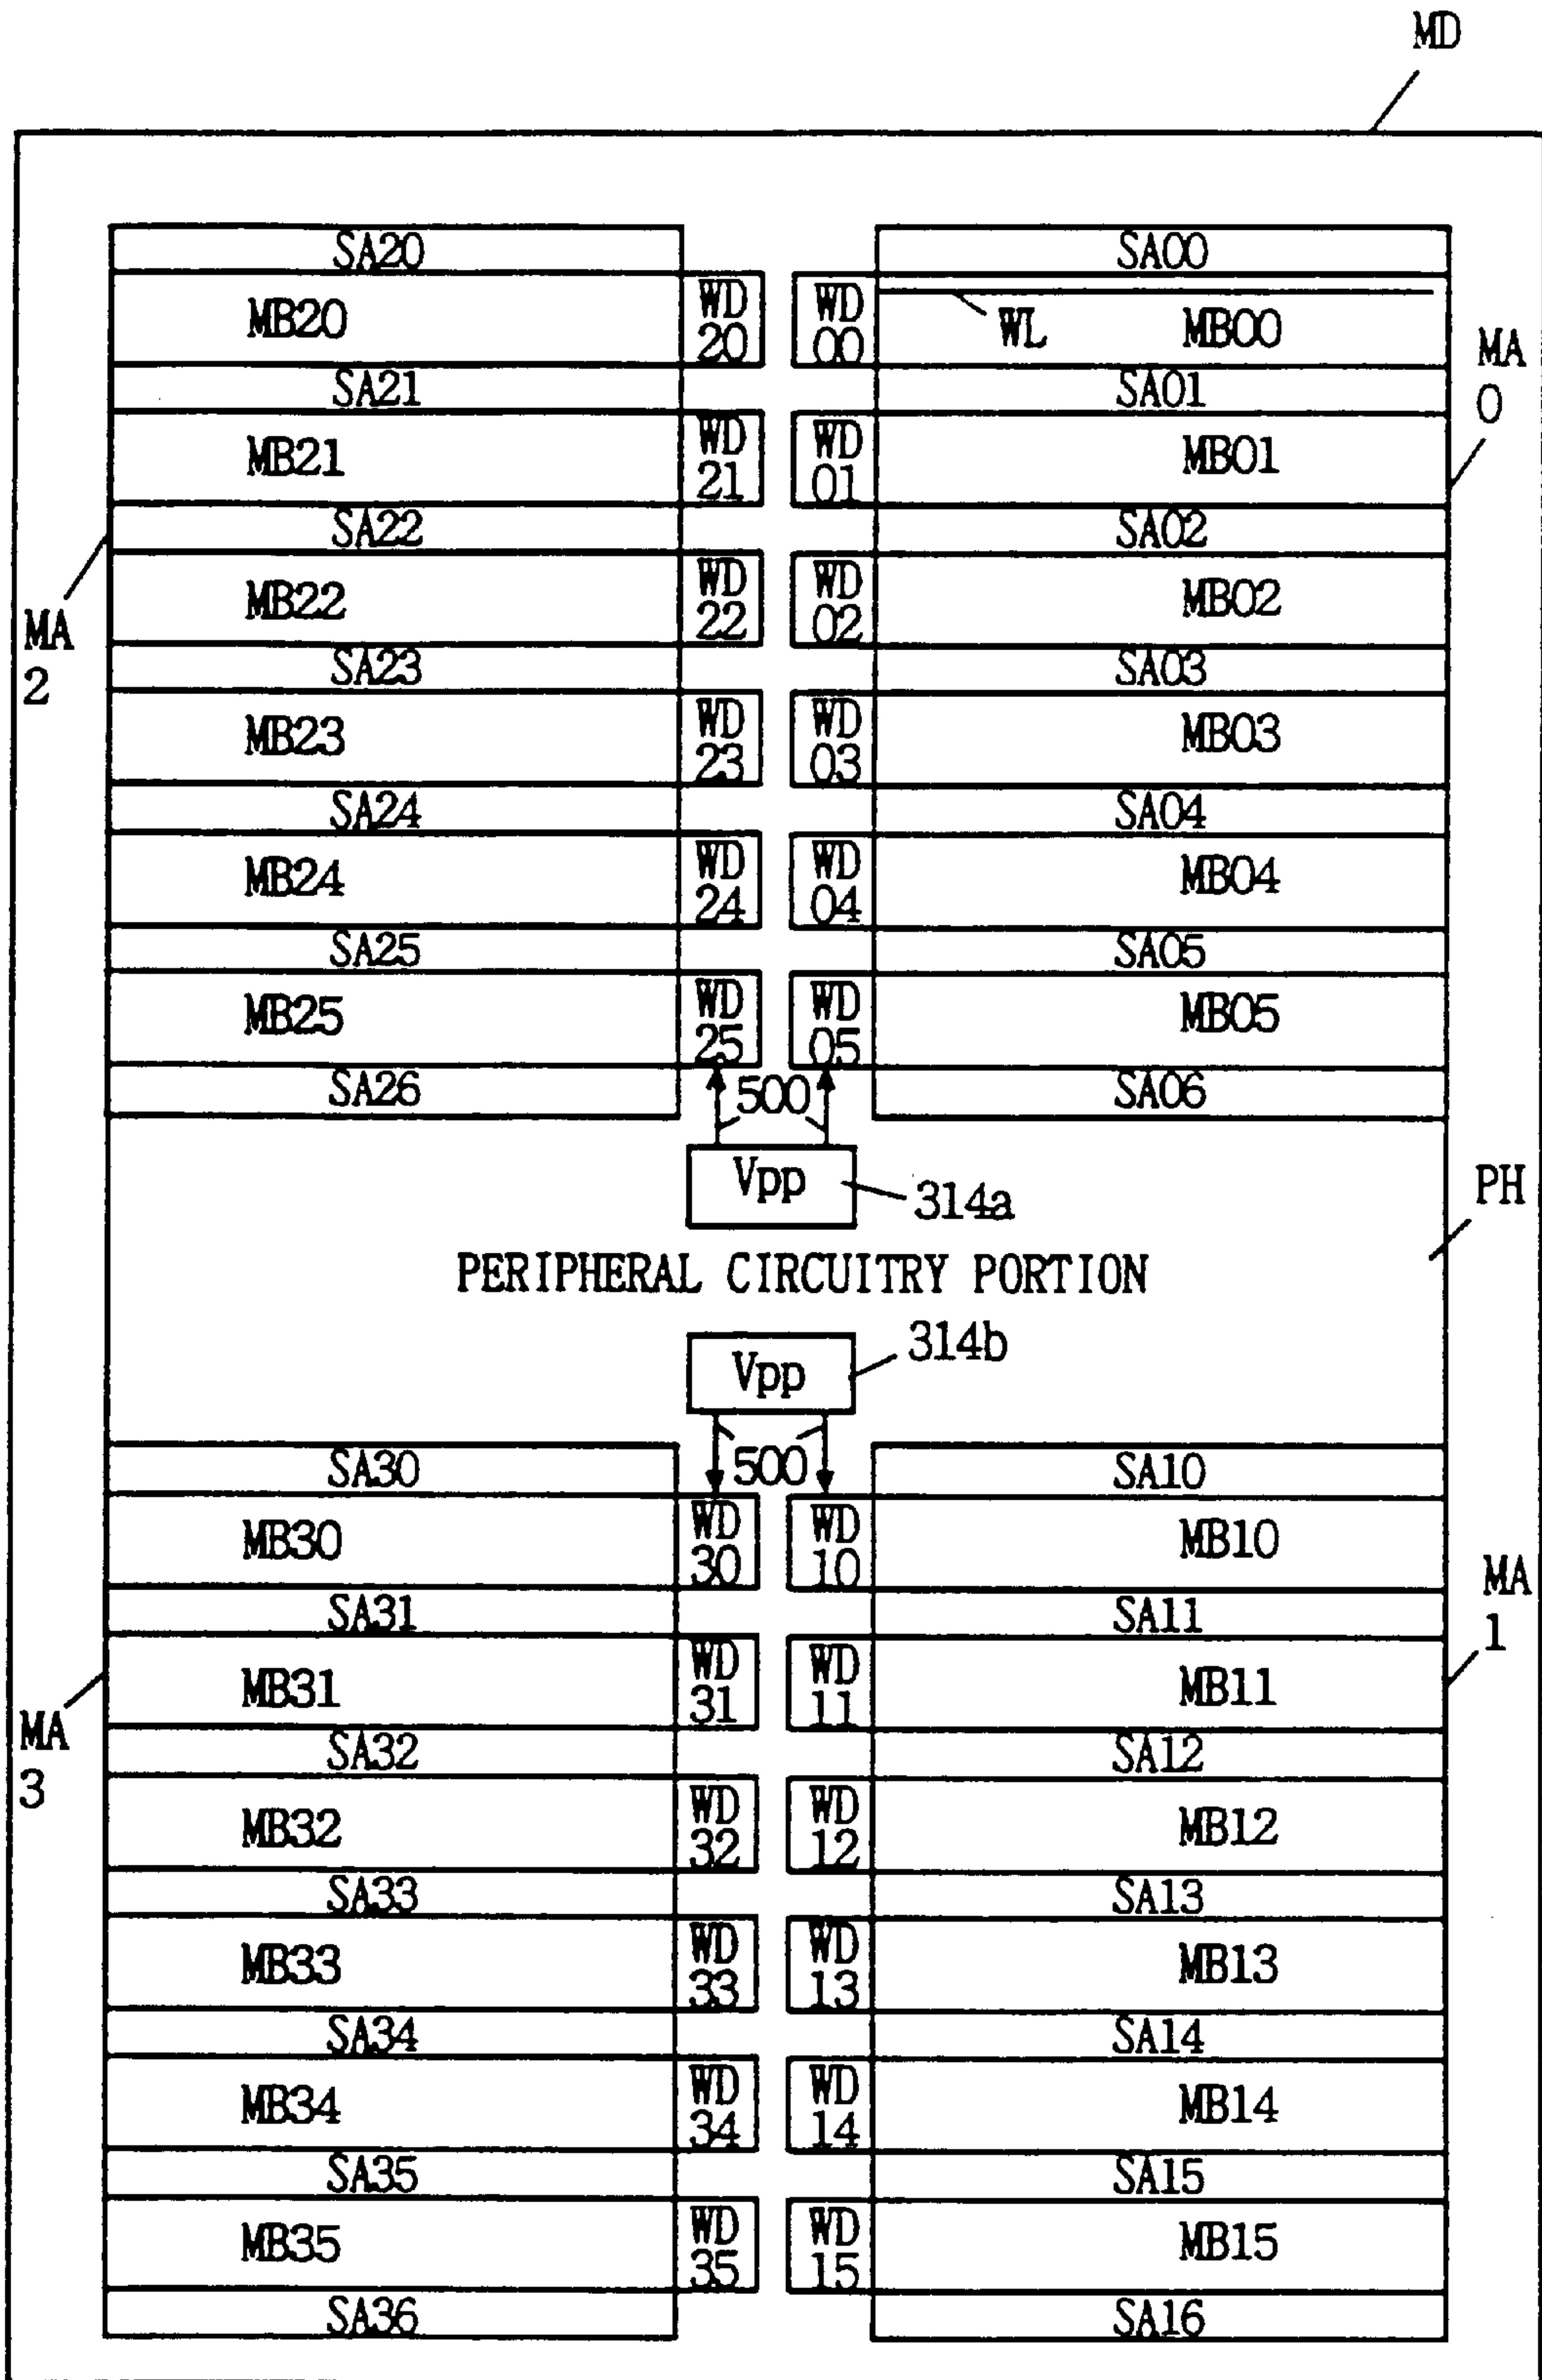 MD
SA20 SA00
MB20 WD 20 WD 00 WL MB00
SA21 SA01
MA 0
MB21 WD 21 WD 01 MB01
SA22 SA02
MB22 WD 22 WD 02 MB02
MA 2
SA23 SA03
MB23 WD 23 WD 03 MB03
SA24 SA04
MB24 WD 24 WD 04 MB04
SA25 SA05
MB25 WD 25 WD 05 MB05
SA26 500 SA06
Vpp 314a PH
PERIPHERAL CIRCUITRY PORTION
Vpp 314b
SA30 500 SA10
MB30 WD 30 WD 10 MB10
SA31 SA11
MA 1
MB31 WD 31 WD 11 MB11
MA 3
SA32 SA12
MB32 WD 32 WD 12 MB12
SA33 SA13
MB33 WD 33 WD 13 MB13
SA34 SA14
MB34 WD 34 WD 14 MB14
SA35 SA15
MB35 WD 35 WD 15 MB15
SA36 SA16